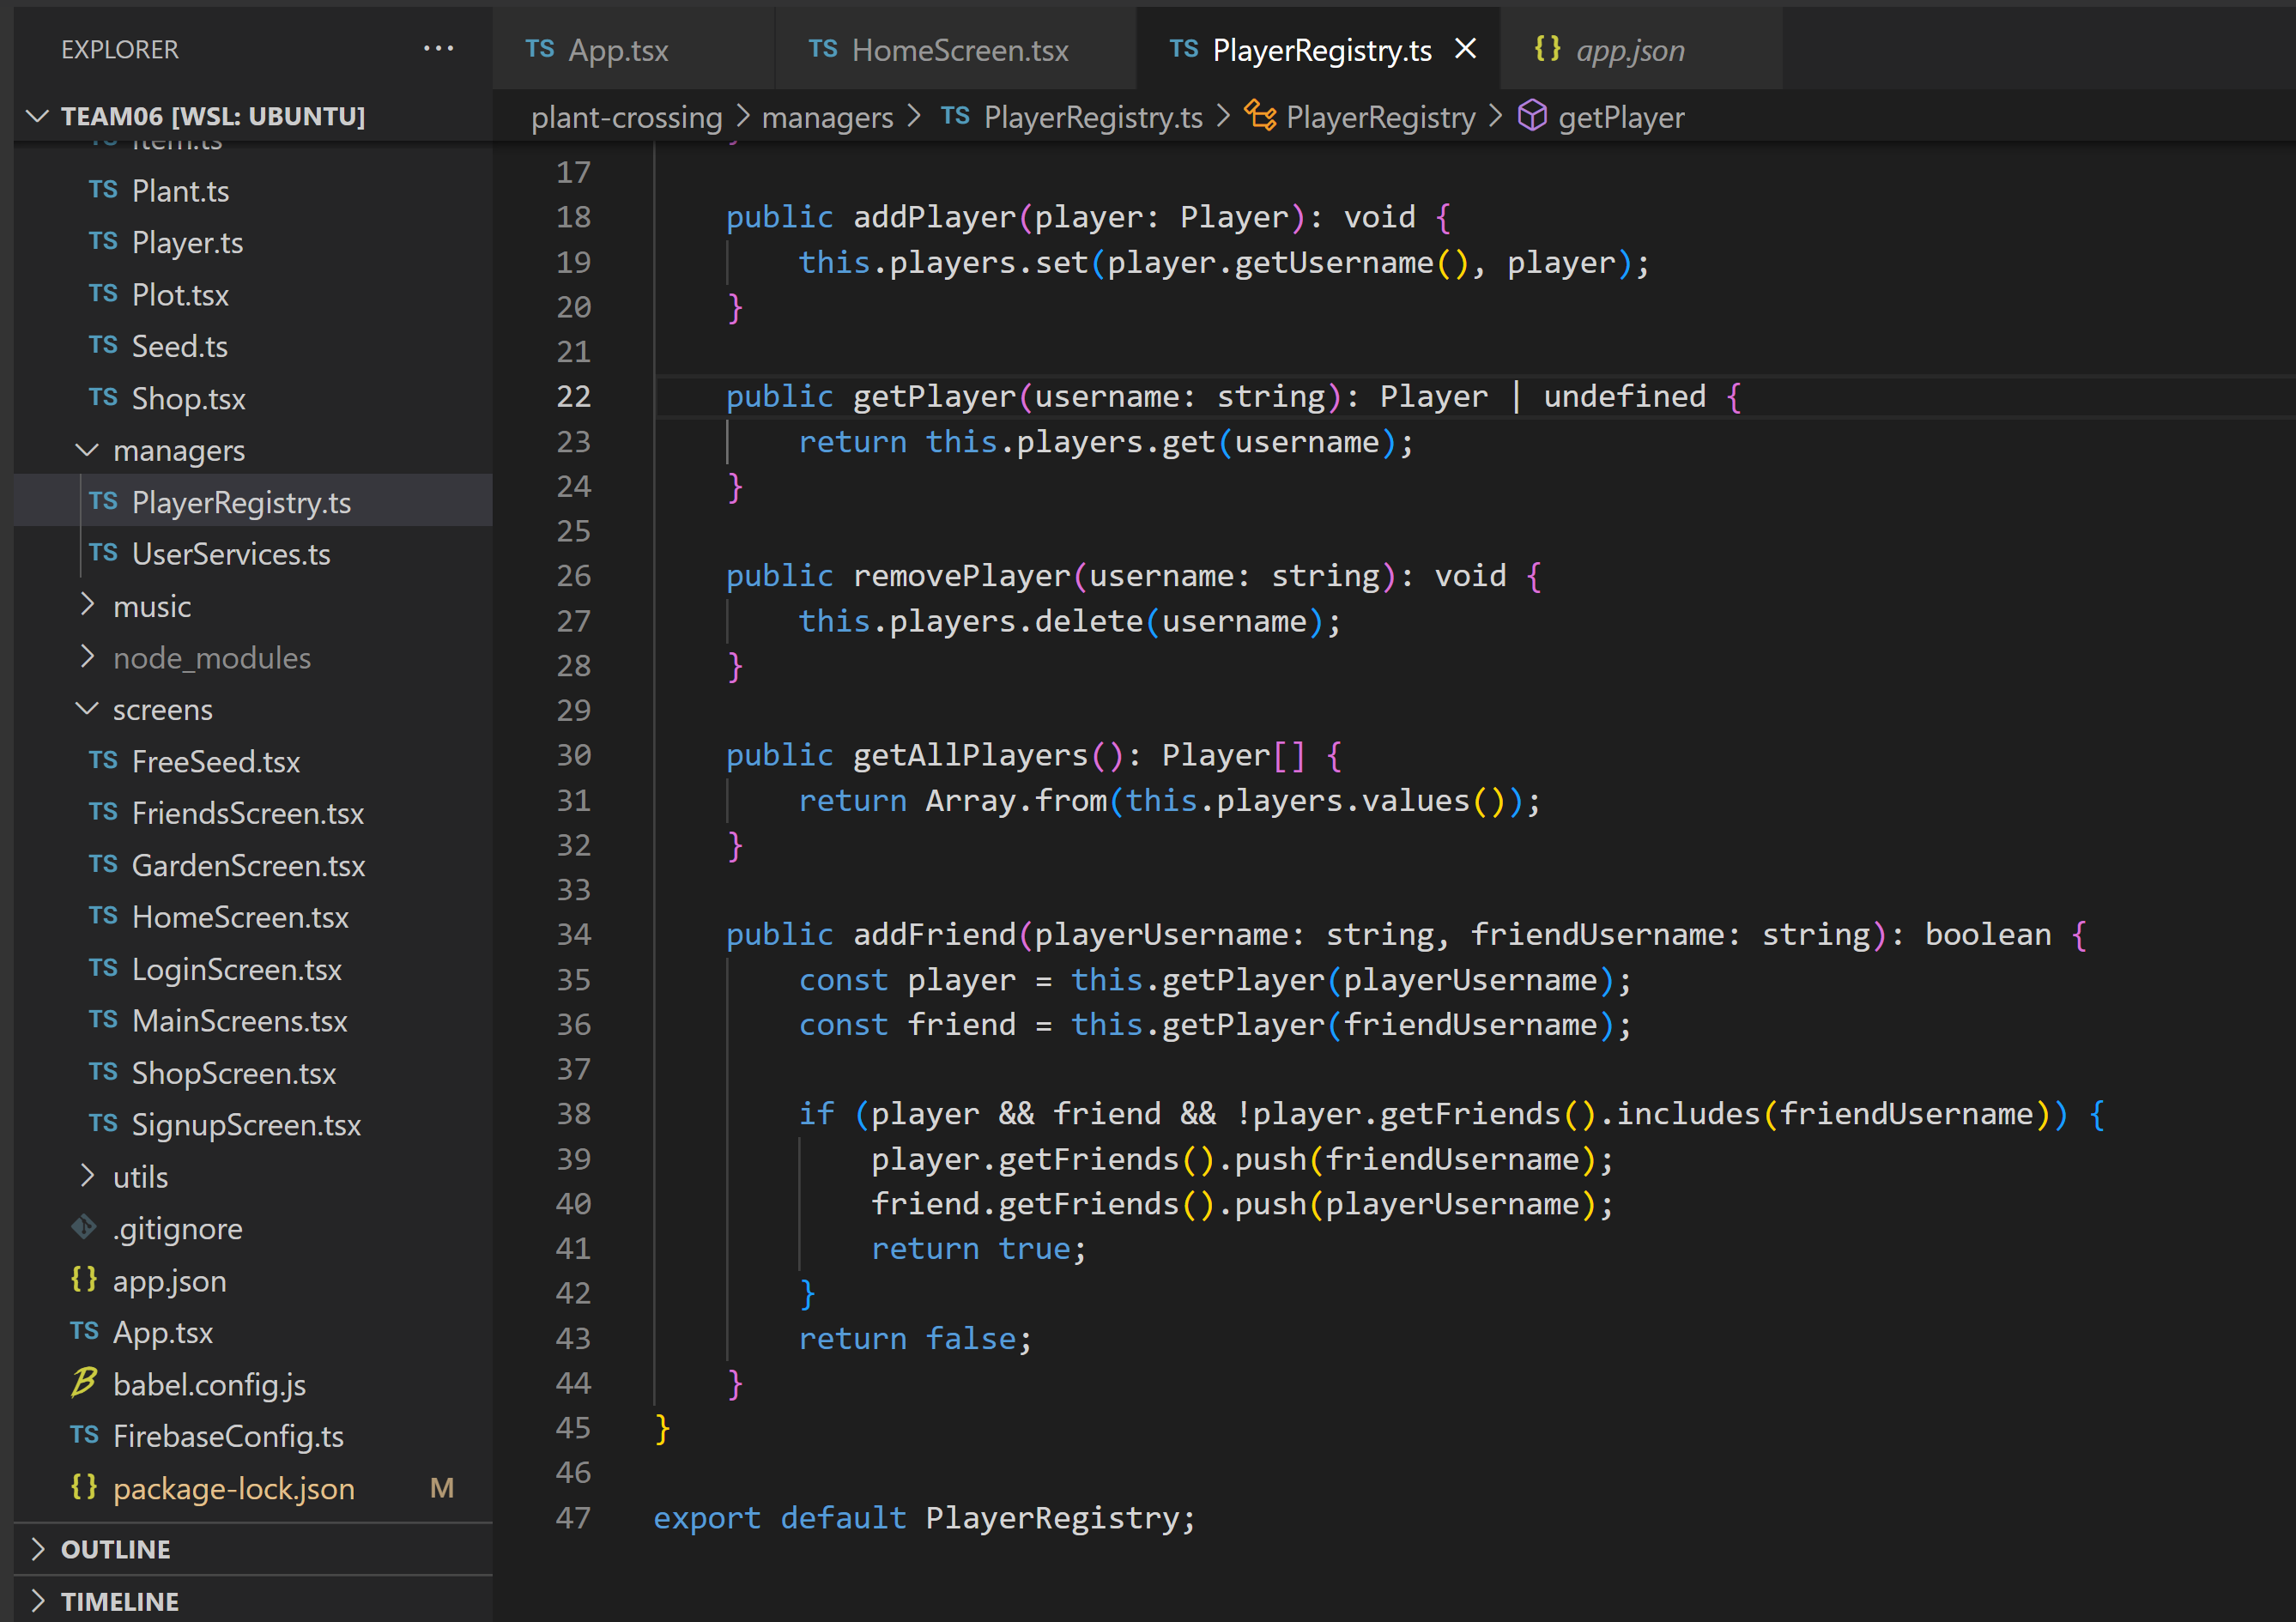 EXPLORER ...
TEAM06 [WSL: UBUNTU]
Item.ts
TS Plant.ts
TS Player.ts
TS Plot.tsx
TS Seed.ts
TS Shop.tsx
managers
TS PlayerRegistry.ts
TS UserServices.ts
music
node_modules
screens
TS FreeSeed.tsx
TS FriendsScreen.tsx
TS GardenScreen.tsx
TS HomeScreen.tsx
TS LoginScreen.tsx
TS MainScreens.tsx
TS ShopScreen.tsx
TS SignupScreen.tsx
utils
.gitignore
{} app.json
TS App.tsx
babel.config.js
TS FirebaseConfig.ts
{} package-lock.json M
OUTLINE
TIMELINE
TS App.tsx TS HomeScreen.tsx TS PlayerRegistry.ts {} app.json
plant-crossing > managers > TS PlayerRegistry.ts > PlayerRegistry > getPlayer
17
18 public addPlayer(player: Player): void {
19 this.players.set(player.getUsername(), player);
20 }
21
22 public getPlayer(username: string): Player | undefined {
23 return this.players.get(username);
24 }
25
26 public removePlayer(username: string): void {
27 this.players.delete(username);
28 }
29
30 public getAllPlayers(): Player[] {
31 return Array.from(this.players.values());
32 }
33
34 public addFriend(playerUsername: string, friendUsername: string): boolean {
35 const player = this.getPlayer(playerUsername);
36 const friend = this.getPlayer(friendUsername);
37
38 if (player && friend && !player.getFriends().includes(friendUsername)) {
39 player.getFriends().push(friendUsername);
40 friend.getFriends().push(playerUsername);
41 return true;
42 }
43 return false;
44 }
45 }
46
47 export default PlayerRegistry;